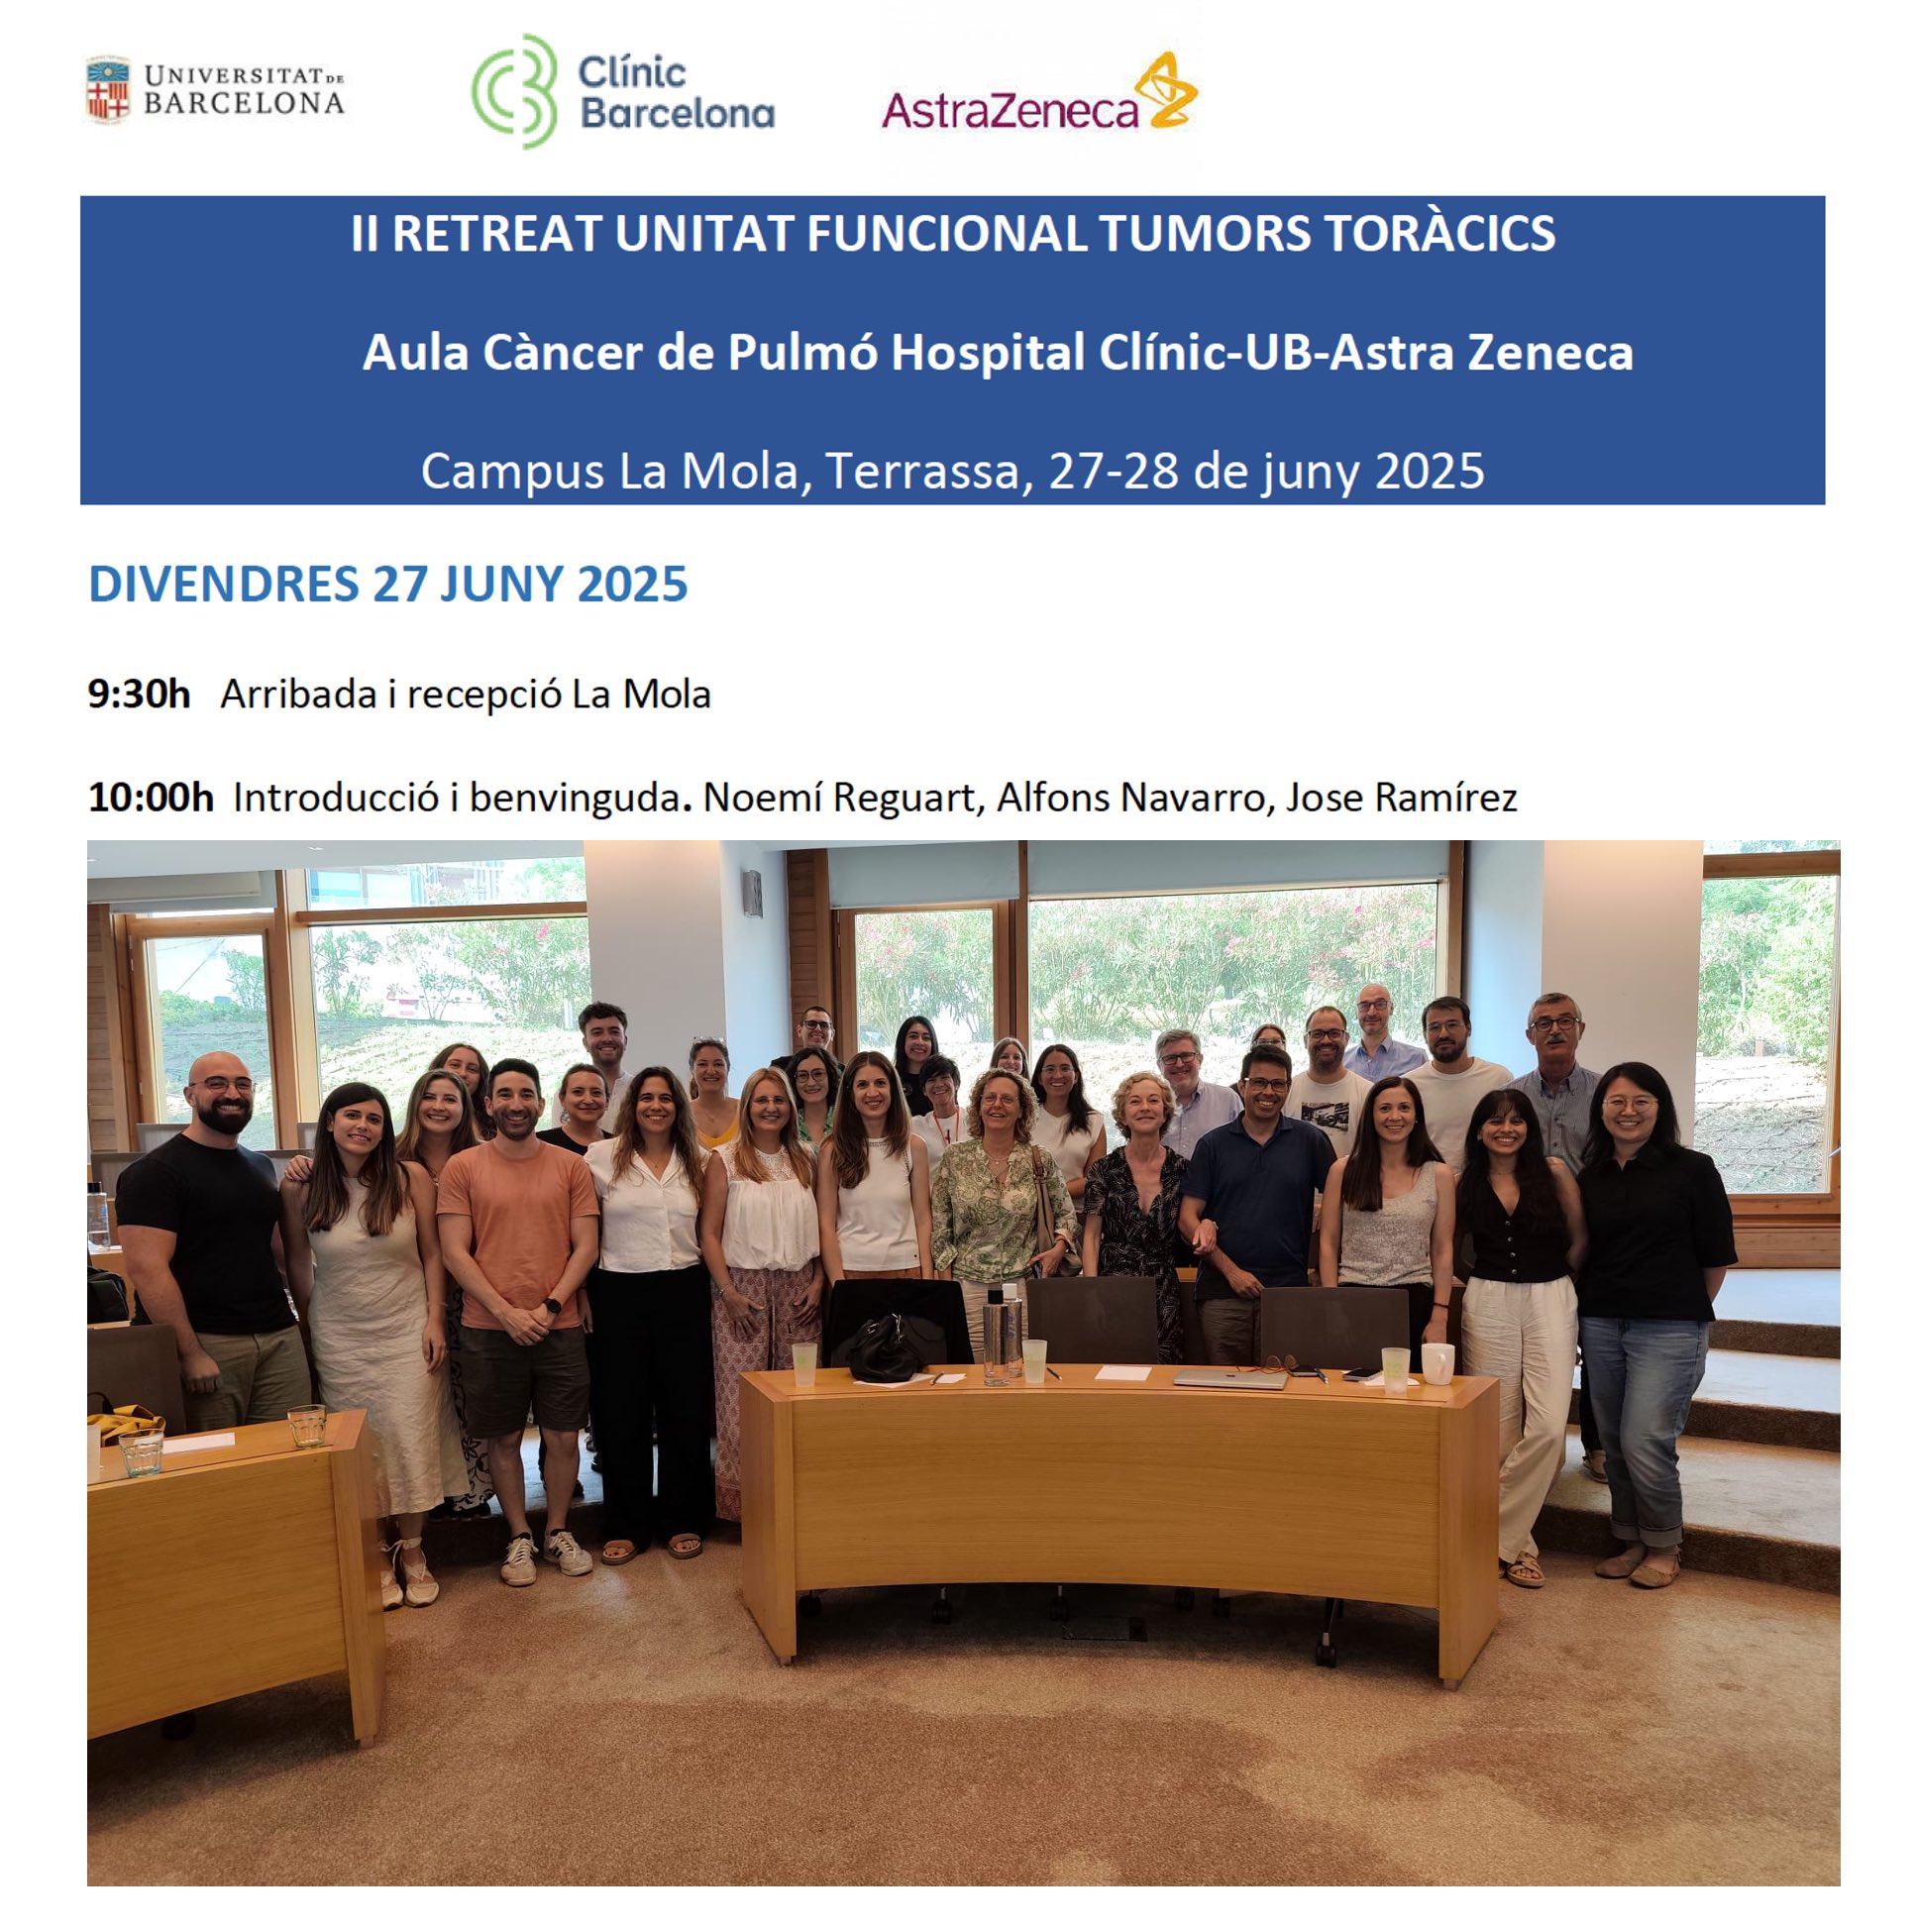 UNIVERSITAT DE
BARCELONA
Clínic
Barcelona
AstraZeneca
II RETREAT UNITAT FUNCIONAL TUMORS TORÀCICS
Aula Càncer de Pulmó Hospital Clínic-UB-Astra Zeneca
Campus La Mola, Terrassa, 27-28 de juny 2025
DIVENDRES 27 JUNY 2025
9:30h Arribada i recepció La Mola
10:00h Introducció i benvinguda. Noemí Reguart, Alfons Navarro, Jose Ramírez